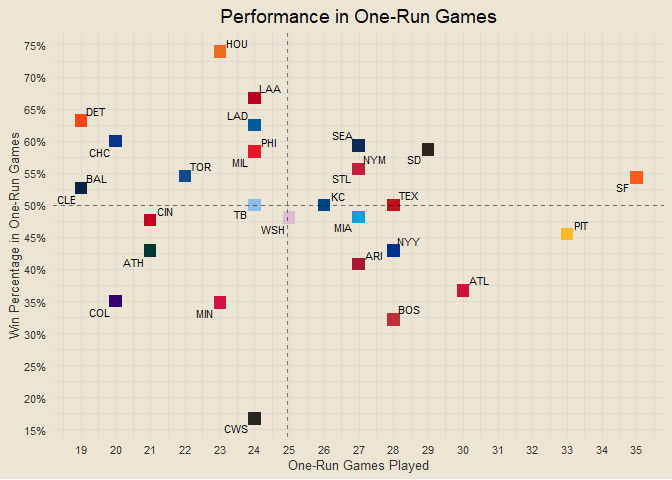 Performance in One-Run Games
Win Percentage in One-Run Games
75%
70%
65%
60%
55%
50%
45%
40%
35%
30%
25%
20%
15%
HOU
LAA
DET
LAD
SEA
CHC
PHI
MIL
NYM
SD
TOR
STL
BAL
CLE
SF
CIN
TB
KC
TEX
WSH
MIA
PIT
ATH
NYY
ARI
COL
MIN
ATL
BOS
CWS
19 20 21 22 23 24 25 26 27 28 29 30 31 32 33 34 35
One-Run Games Played